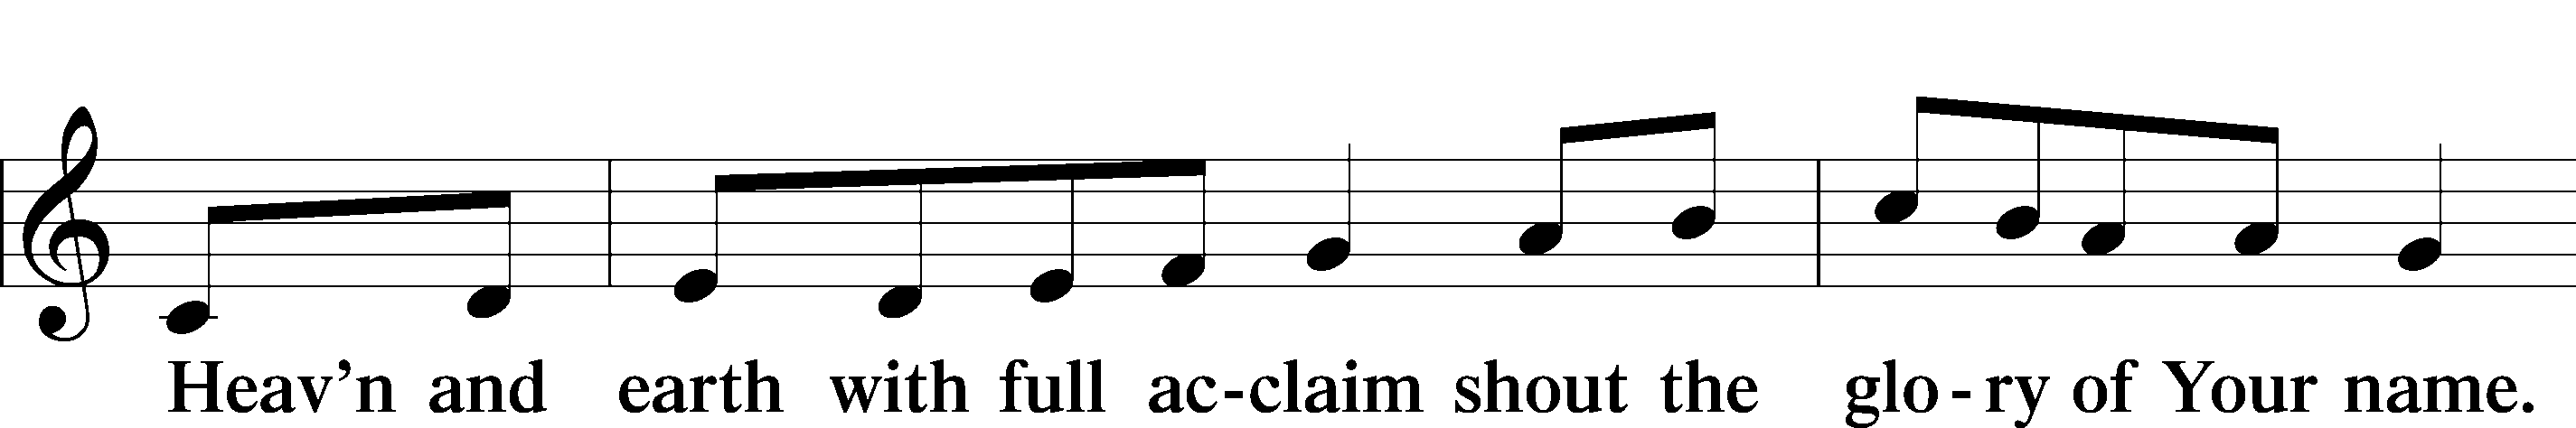 Heav'n and earth with full ac-claim shout the glo-ry of Your name.